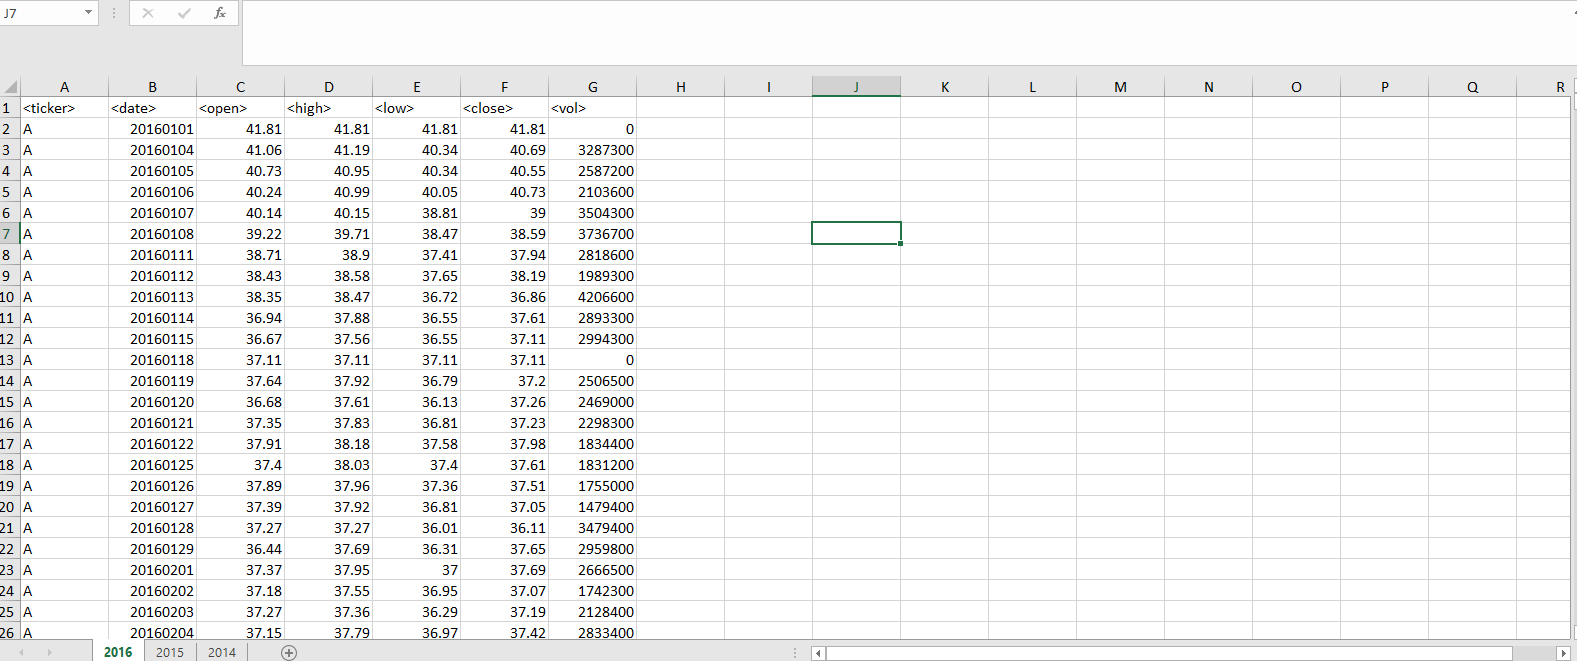 J7 fx
A B C D E F G H I J K L M N O P Q R
1 <ticker> <date> <open> <high> <low> <close> <vol>
2 A 20160101 41.81 41.81 41.81 41.81 0
3 A 20160104 41.06 41.19 40.34 40.69 3287300
4 A 20160105 40.73 40.95 40.34 40.55 2587200
5 A 20160106 40.24 40.99 40.05 40.73 2103600
6 A 20160107 40.14 40.15 38.81 39 3504300
7 A 20160108 39.22 39.71 38.47 38.59 3736700
8 A 20160111 38.71 38.9 37.41 37.94 2818600
9 A 20160112 38.43 38.58 37.65 38.19 1989300
10 A 20160113 38.35 38.47 36.72 36.86 4206600
11 A 20160114 36.94 37.88 36.55 37.61 2893300
12 A 20160115 36.67 37.56 36.55 37.11 2994300
13 A 20160118 37.11 37.11 37.11 37.11 0
14 A 20160119 37.64 37.92 36.79 37.2 2506500
15 A 20160120 36.68 37.61 36.13 37.26 2469000
16 A 20160121 37.35 37.83 36.81 37.23 2298300
17 A 20160122 37.91 38.18 37.58 37.98 1834400
18 A 20160125 37.4 38.03 37.4 37.61 1831200
19 A 20160126 37.89 37.96 37.36 37.51 1755000
20 A 20160127 37.39 37.92 36.81 37.05 1479400
21 A 20160128 37.27 37.27 36.01 36.11 3479400
22 A 20160129 36.44 37.69 36.31 37.65 2959800
23 A 20160201 37.37 37.95 37 37.69 2666500
24 A 20160202 37.18 37.55 36.95 37.07 1742300
25 A 20160203 37.27 37.36 36.29 37.19 2128400
26 A 20160204 37.15 37.79 36.97 37.42 2833400
2016 2015 2014